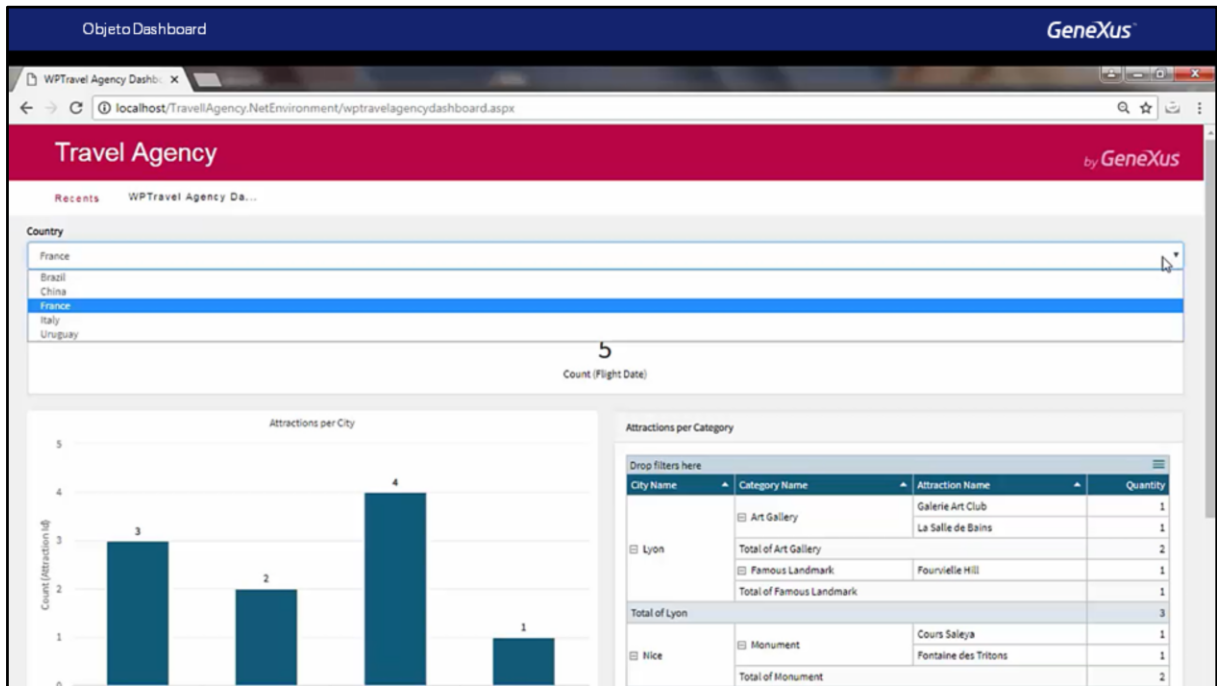 Objeto Dashboard
GeneXus™
WPTravel Agency Dashb
localhost/TravellAgency.NetEnvironment/wptravelagencydashboard.aspx
Travel Agency
by GeneXus
Recents WPTravel Agency Da...
Country
France
Brazil
China
France
Italy
Uruguay
5
Count (Flight Date)
Attractions per City
5
4
3
2
1
0
Count (Attraction Id)
3
2
4
1
Attractions per Category
Drop filters here
City Name Category Name Attraction Name Quantity
Lyon Art Gallery Galerie Art Club 1
La Salle de Bains 1
Total of Art Gallery 2
Famous Landmark Fourvielle Hill 1
Total of Famous Landmark 1
Total of Lyon 3
Nice Monument Cours Saleya 1
Fontaine des Tritons 1
Total of Monument 2